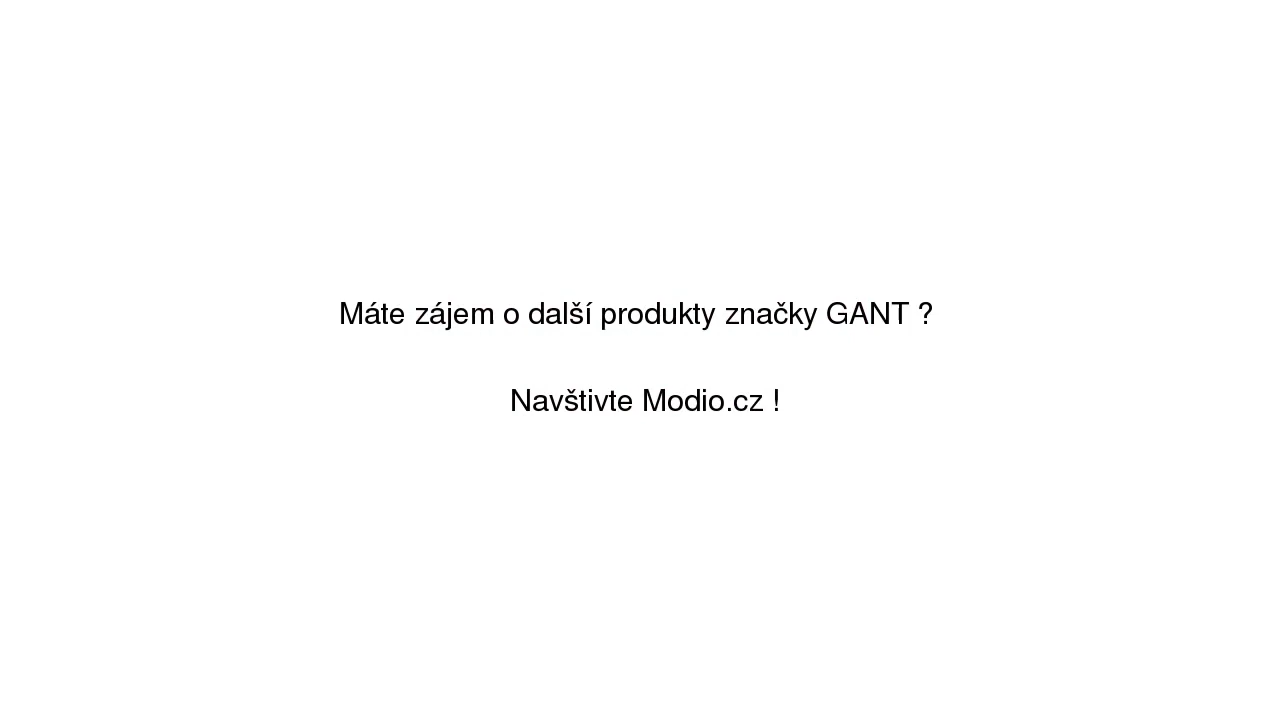 Máte zájem o další produkty značky GANT ?
Navštivte Modio.cz !